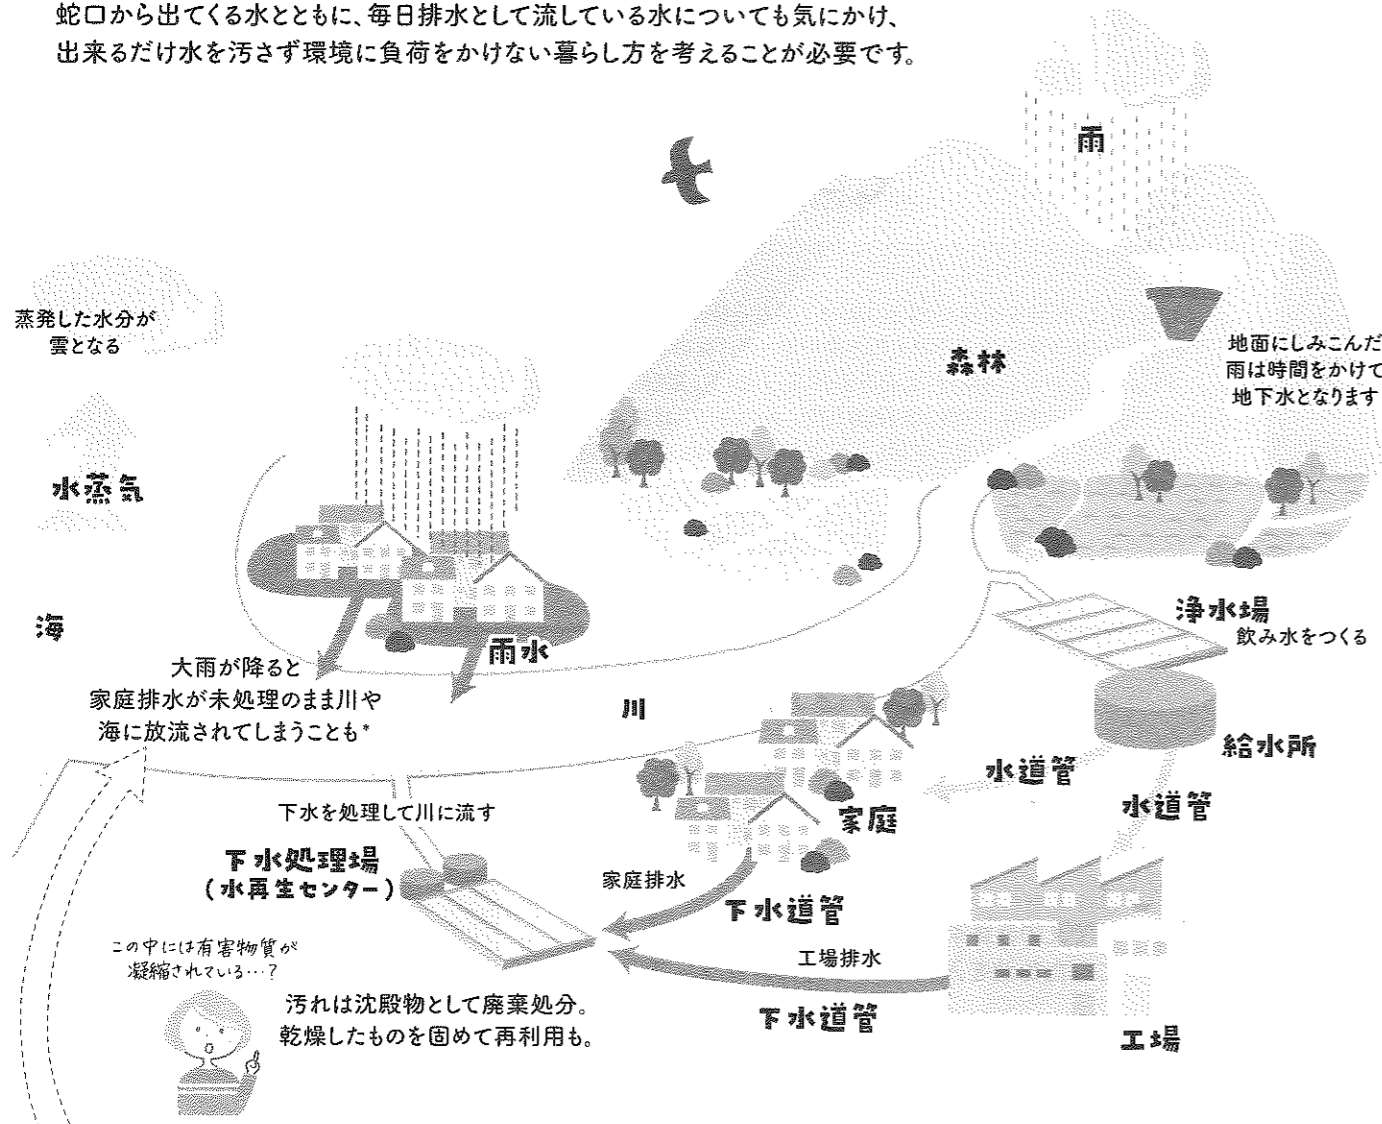 蛇口から出てくる水とともに、毎日排水として流している水についても気にかけ、
出来るだけ水を汚さず環境に負荷をかけない暮らし方を考えることが必要です。
雨
蒸発した水分が
雲となる
地面にしみこんだ
雨は時間をかけて
地下水となります
森林
水蒸気
海
浄水場
飲み水をつくる
雨水
大雨が降ると
家庭排水が未処理のまま川や
海に放流されてしまうことも*
川
給水所
水道管
水道管
家庭
下水を処理して川に流す
下水処理場
(水再生センター)
家庭排水
下水道管
工場排水
下水道管
工場
この中には有害物質が
凝縮されている…?
汚れは沈殿物として廃棄処分。
乾燥したものを固めて再利用も。